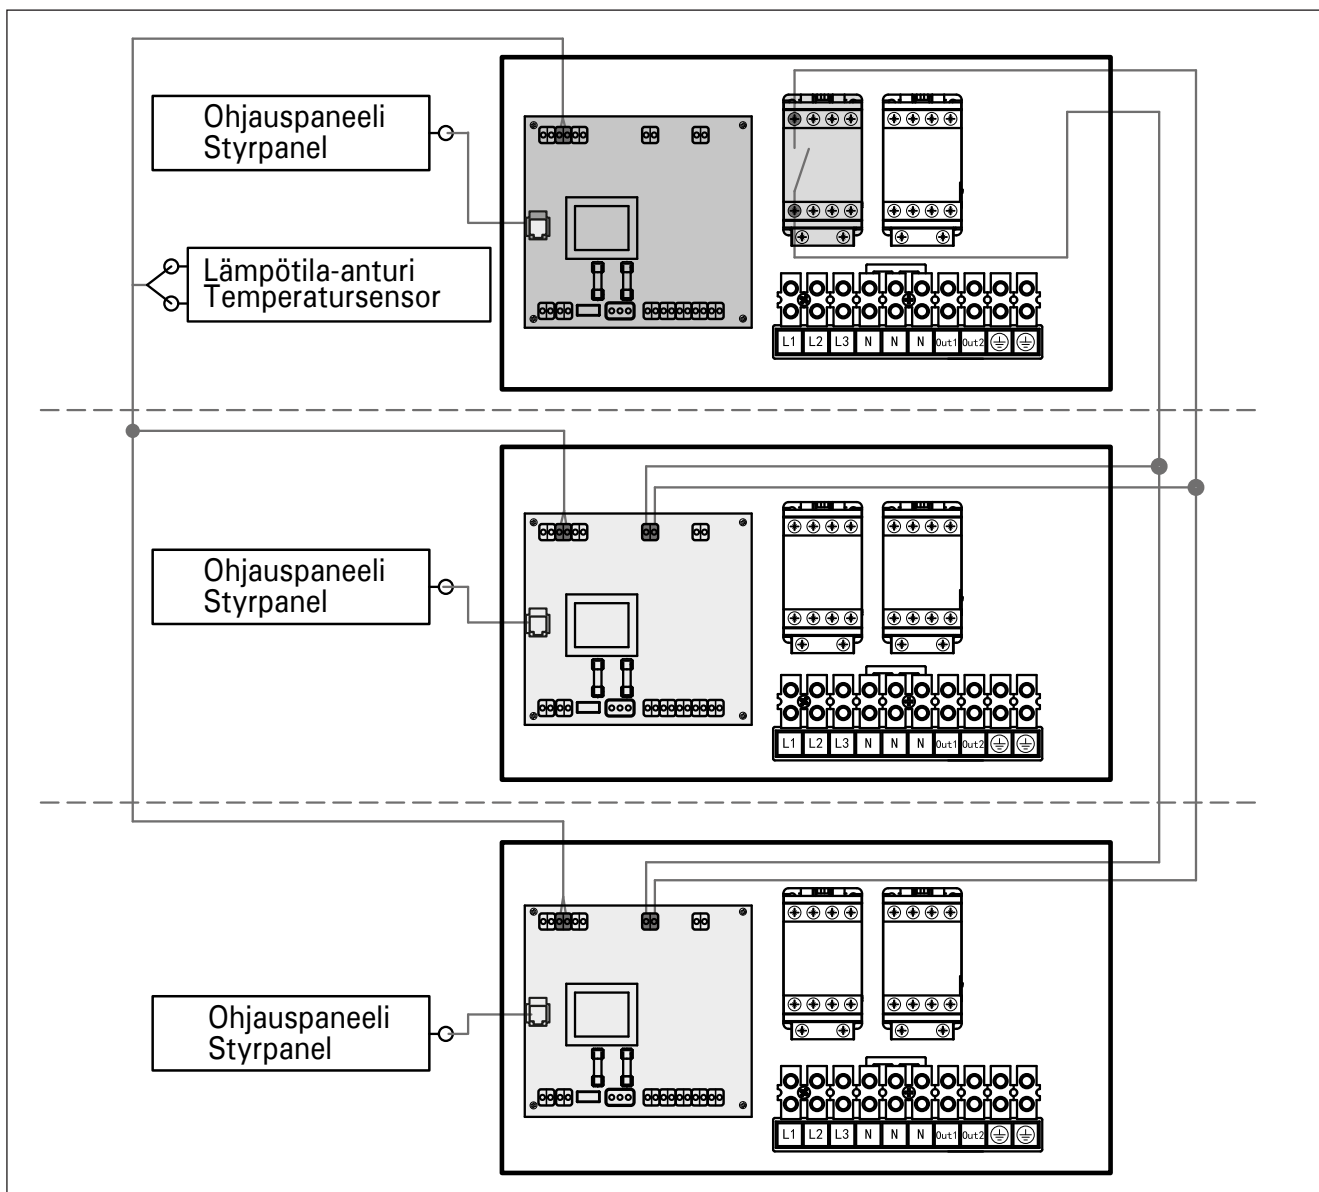 Ohjauspaneeli
Styrpanel
Lämpötila-anturi
Temperatursensor
L1 L2 L3 N N N Out1 Out2
Ohjauspaneeli
Styrpanel
L1 L2 L3 N N N Out1 Out2
Ohjauspaneeli
Styrpanel
L1 L2 L3 N N N Out1 Out2